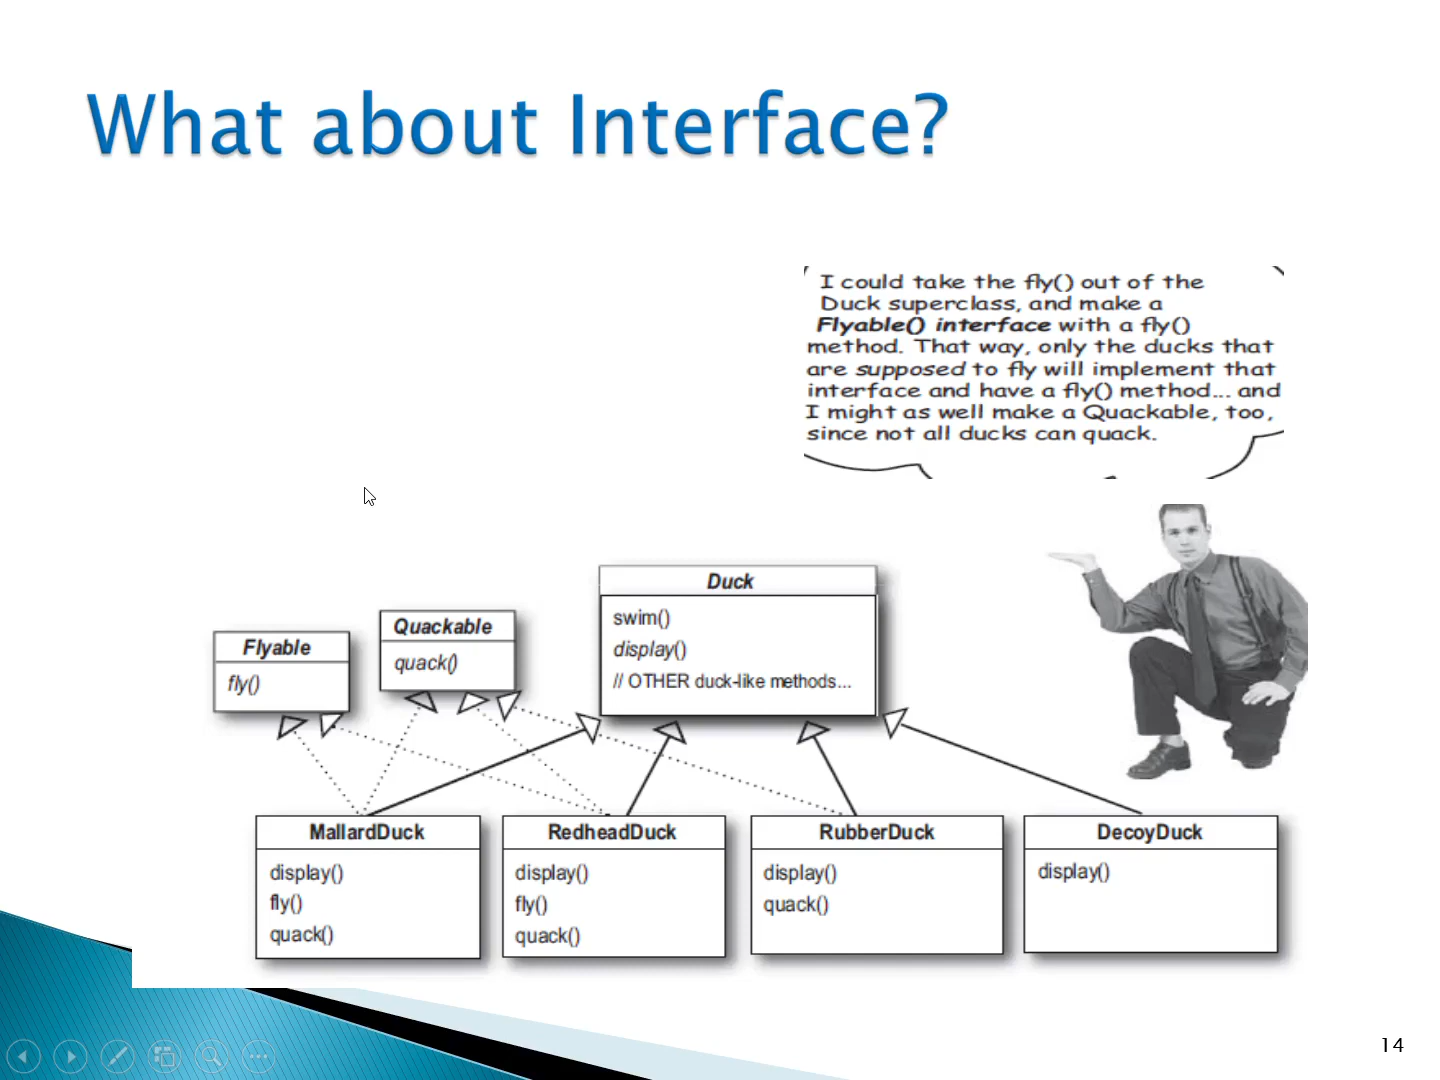 What about Interface?
I could take the fly() out of the
Duck superclass, and make a
Flyable() interface with a fly()
method. That way, only the ducks that
are supposed to fly will implement that
interface and have a fly() method... and
I might as well make a Quackable, too,
since not all ducks can quack.
Flyable
fly()
Quackable
quack()
Duck
swim()
display()
// OTHER duck-like methods...
MallardDuck
display()
fly()
quack()
RedheadDuck
display()
fly()
quack()
RubberDuck
display()
quack()
DecoyDuck
display()
14